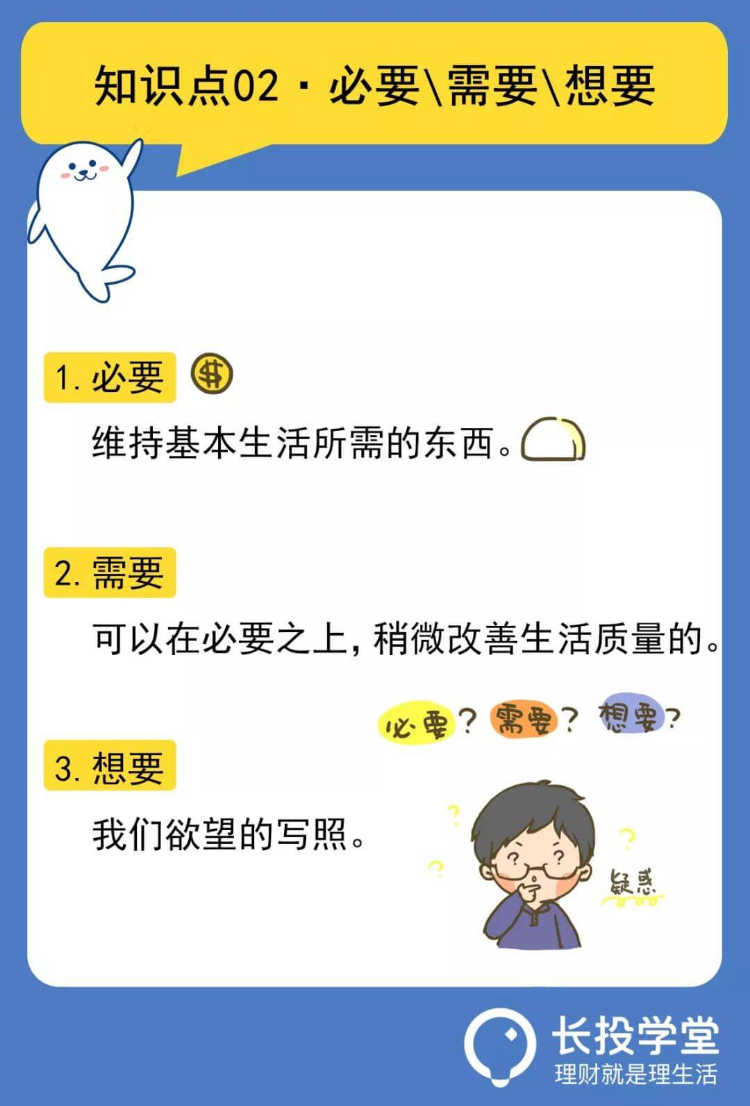 知识点02·必要\需要\想要
1.必要
维持基本生活所需的东西。
2.需要
可以在必要之上,稍微改善生活质量的。
必要? 需要? 想要?
3.想要
我们欲望的写照。
? ? ? ? ?
疑惑
长投学堂
理财就是理生活